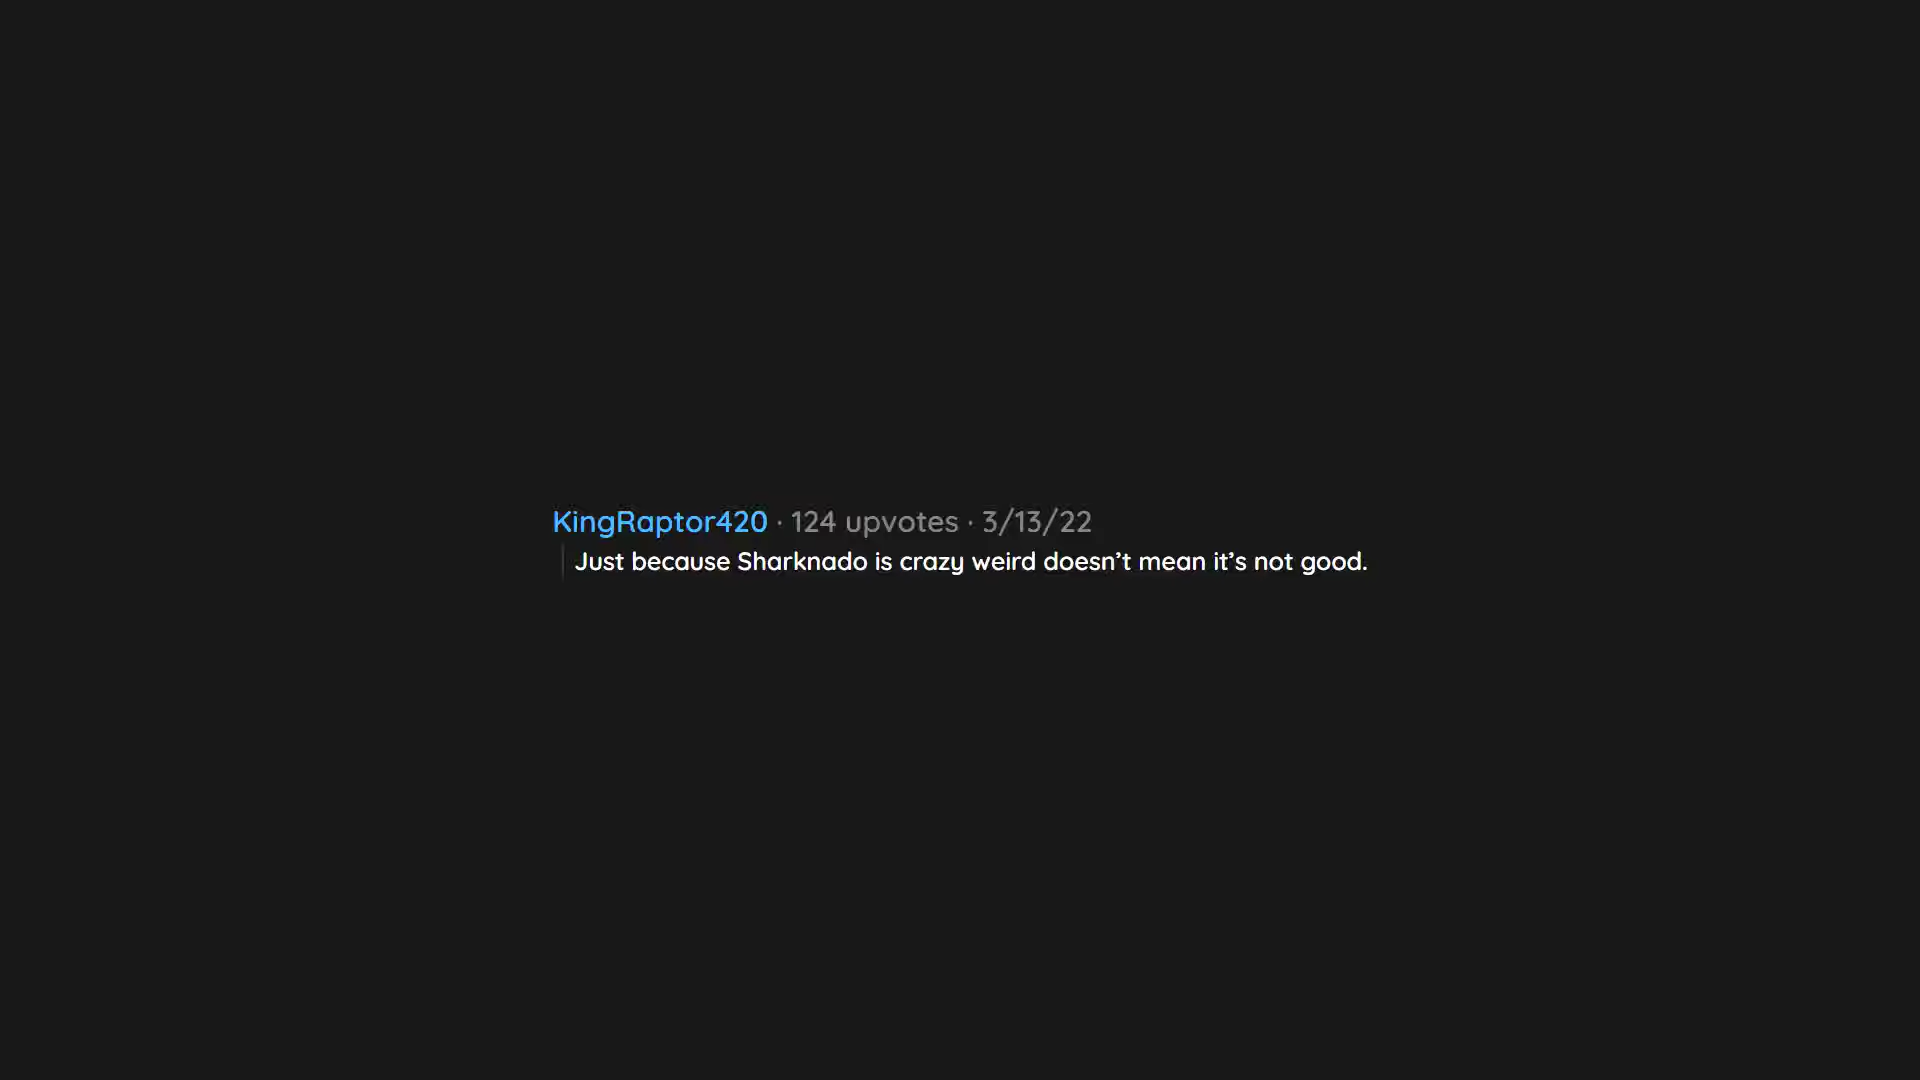 KingRaptor420 · 124 upvotes · 3/13/22
Just because Sharknado is crazy weird doesn’t mean it’s not good.